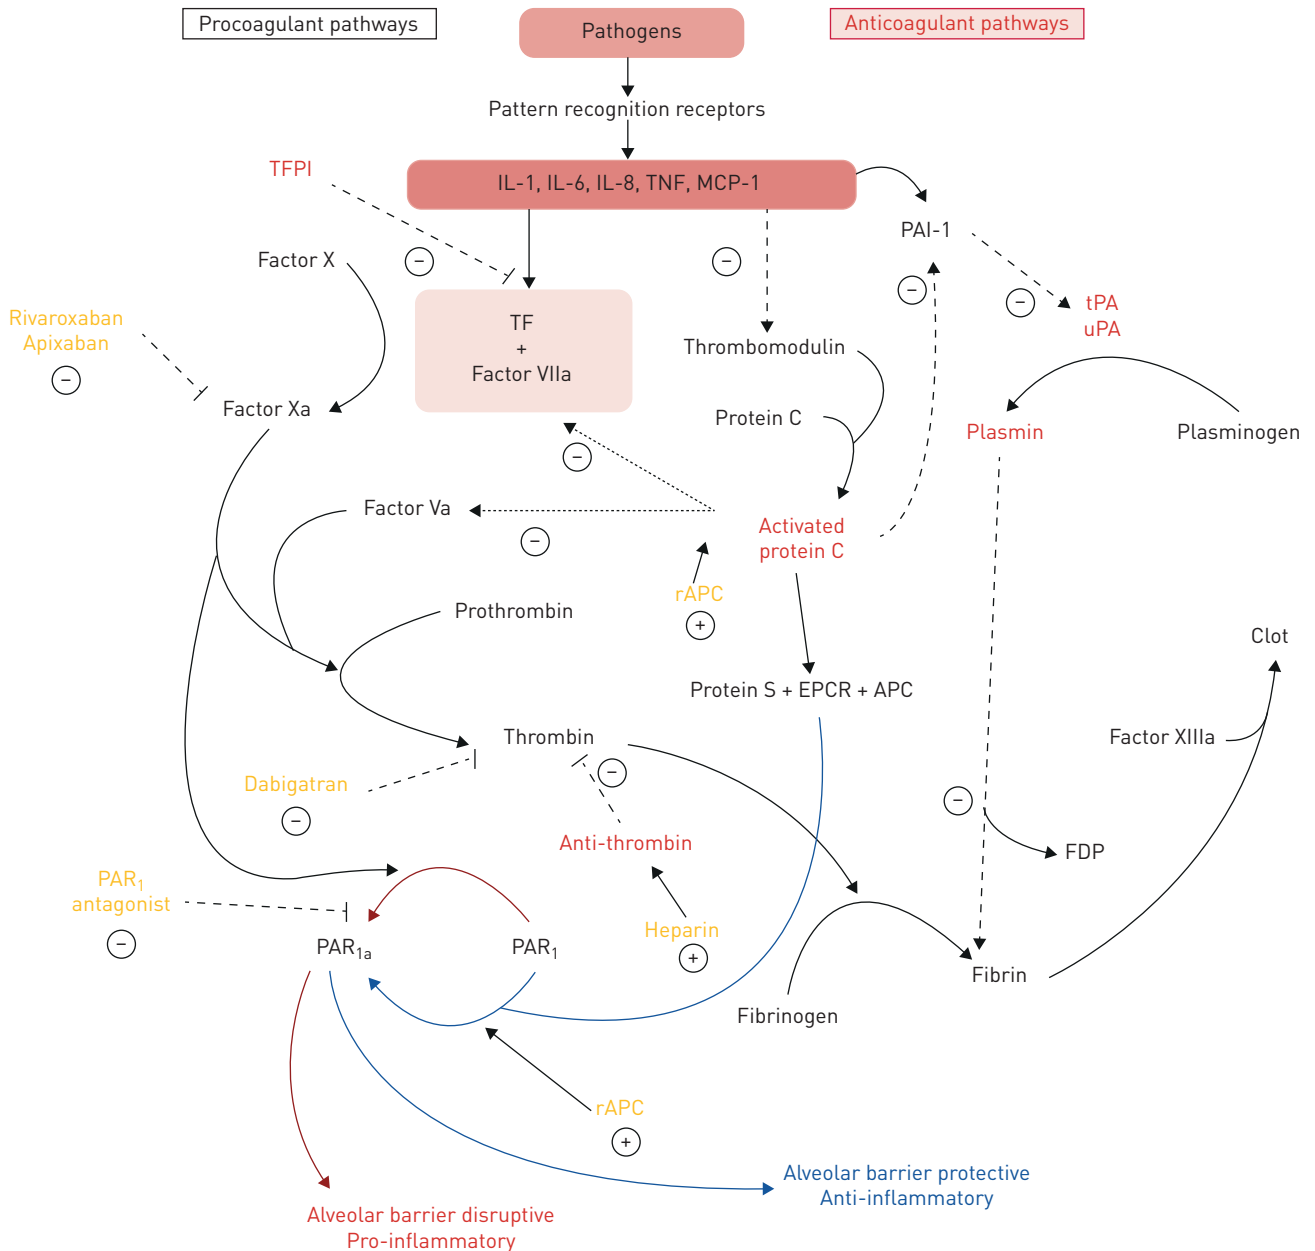 Procoagulant pathways
Pathogens
Anticoagulant pathways
Pattern recognition receptors
TFPI
IL-1, IL-6, IL-8, TNF, MCP-1
PAI-1
Factor X
−
−
−
−
Rivaroxaban
Apixaban
−
TF
+
Factor VIIa
tPA
uPA
Thrombomodulin
Factor Xa
Protein C
Plasmin
Plasminogen
−
Factor Va
−
Activated
protein C
rAPC
+
Prothrombin
Clot
Protein S + EPCR + APC
Thrombin
Factor XIIIa
−
Dabigatran
−
−
Anti-thrombin
FDP
PAR1
antagonist
−
Heparin
+
PAR1a
PAR1
Fibrin
Fibrinogen
rAPC
+
Alveolar barrier protective
Anti-inflammatory
Alveolar barrier disruptive
Pro-inflammatory